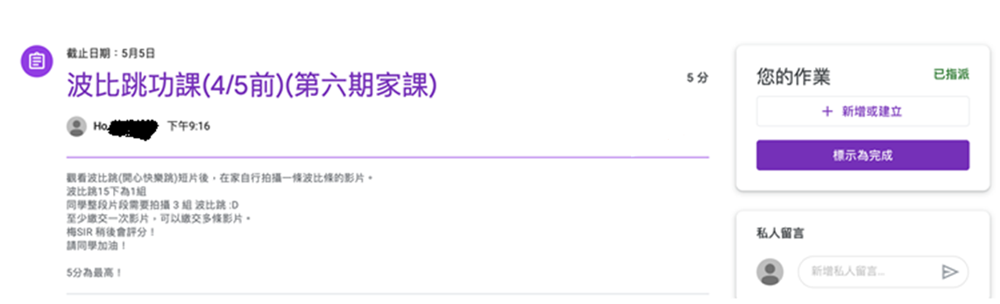 截止日期：5月5日
波比跳功課(4/5前)(第六期家課)
5 分
Ho
下午9:16
觀看波比跳(開心快樂跳)短片後，在家自行拍攝一條波比條的影片。
波比跳15下為1組
同學整段片段需要拍攝 3 組 波比跳 :D
至少繳交一次影片，可以繳交多條影片。
梅SIR 稍後會評分！
請同學加油！
5分為最高！
您的作業
已指派
+ 新增或建立
標示為完成
私人留言
新增私人留言...